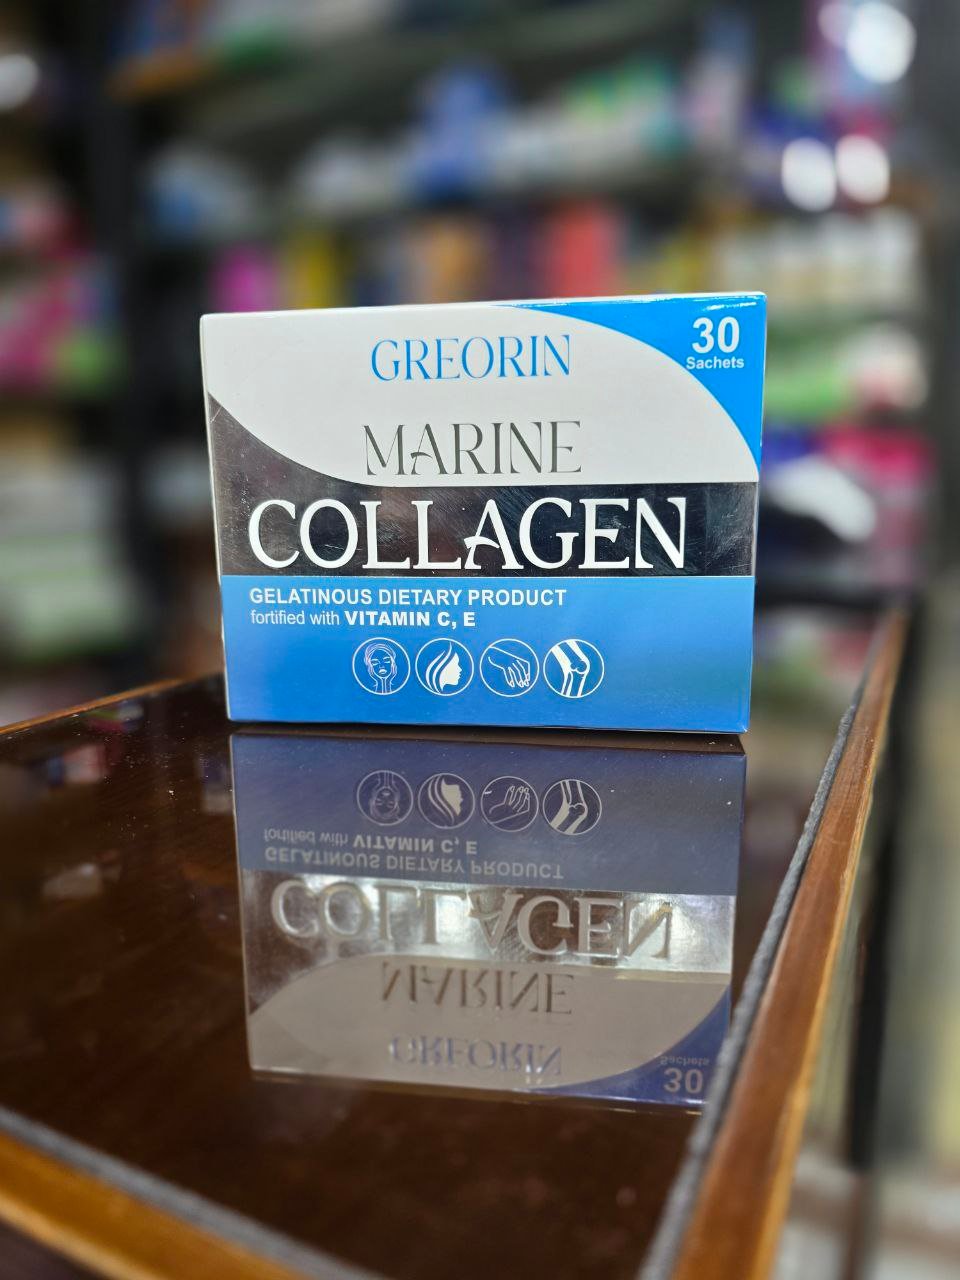 GREORIN
30
Sachets
MARINE
COLLAGEN
GELATINOUS DIETARY PRODUCT
fortified with VITAMIN C, E